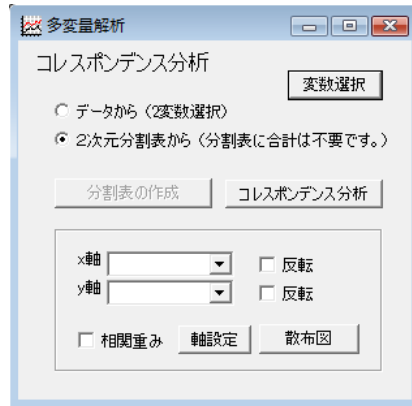 多変量解析
コレスポンデンス分析
変数選択
データから（2変数選択）
2次元分割表から（分割表に合計は不要です。）
分割表の作成 コレスポンデンス分析
x軸 反転
y軸 反転
相関重み 軸設定 散布図